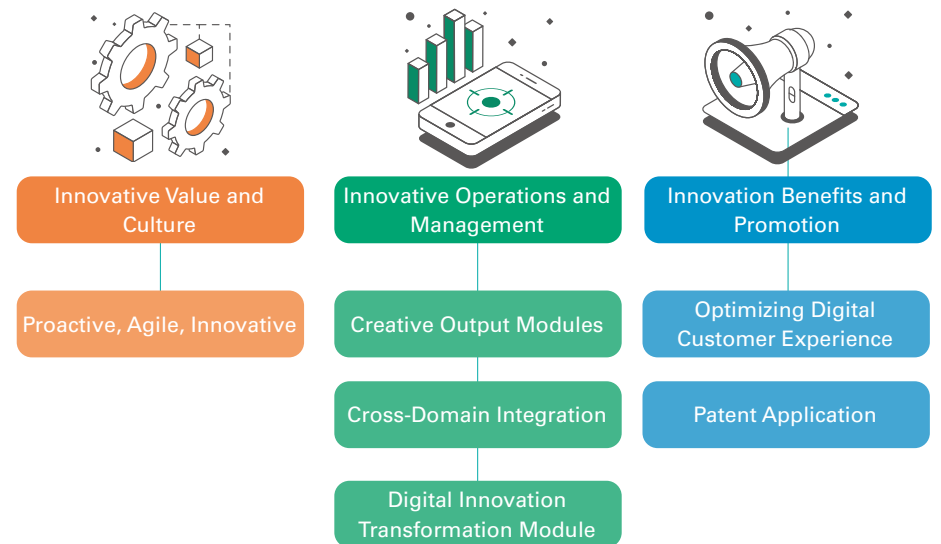 Innovative Value and
Culture
Proactive, Agile, Innovative
Innovative Operations and
Management
Creative Output Modules
Cross-Domain Integration
Digital Innovation
Transformation Module
Innovation Benefits and
Promotion
Optimizing Digital
Customer Experience
Patent Application